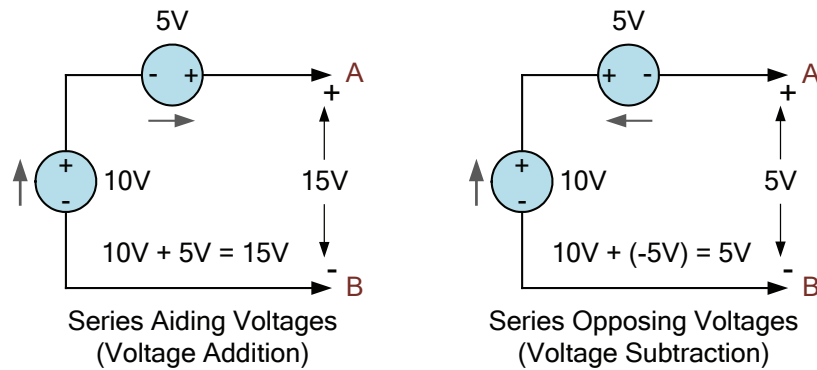 5V
- +
A
+
+
-
10V
15V
10V + 5V = 15V
-
B
Series Aiding Voltages
(Voltage Addition)
5V
+ -
A
+
+
-
10V
5V
10V + (-5V) = 5V
-
B
Series Opposing Voltages
(Voltage Subtraction)